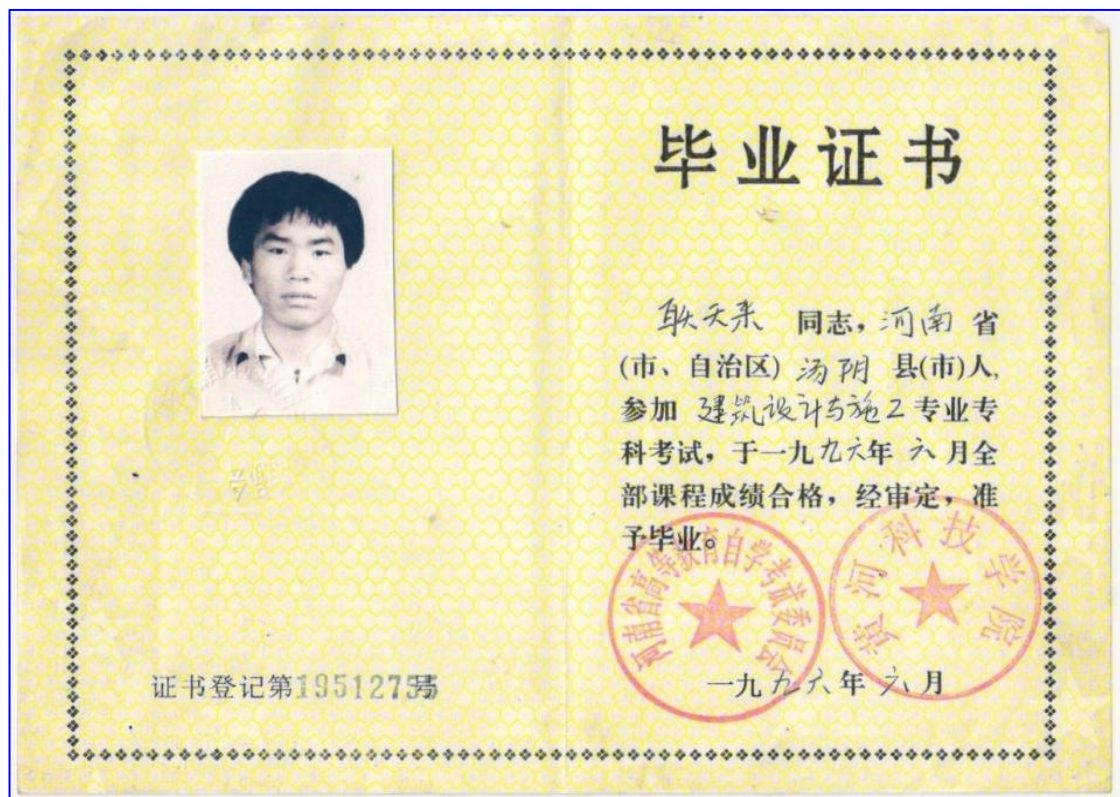 毕业证书
耿天来 同志，河南 省
(市、自治区) 汤阴 县(市)人,
参加 建筑设计与施工 专业专
科考试，于一九九六年 六 月全
部课程成绩合格，经审定，准
予毕业。
河南省高等教育自学考试委员会
黄河科技学院
一九九六年六月
证书登记第19512755号